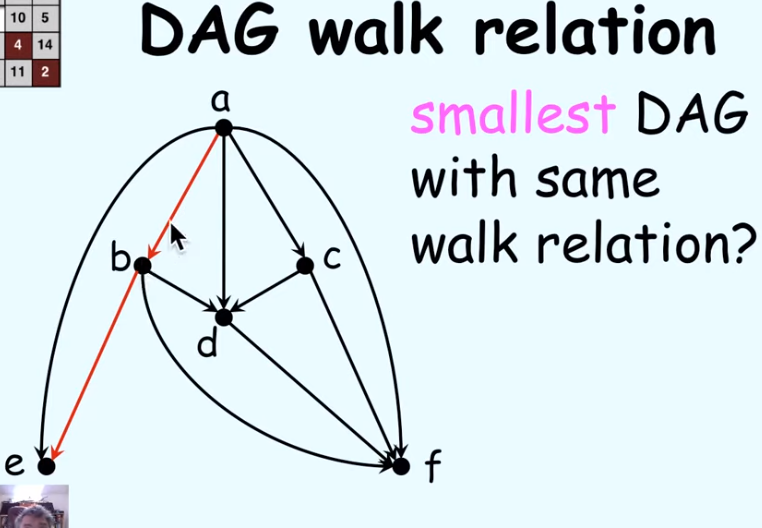 10 5
4 14
11 2
DAG walk relation
smallest DAG
with same
walk relation?
a
b
c
d
e
f